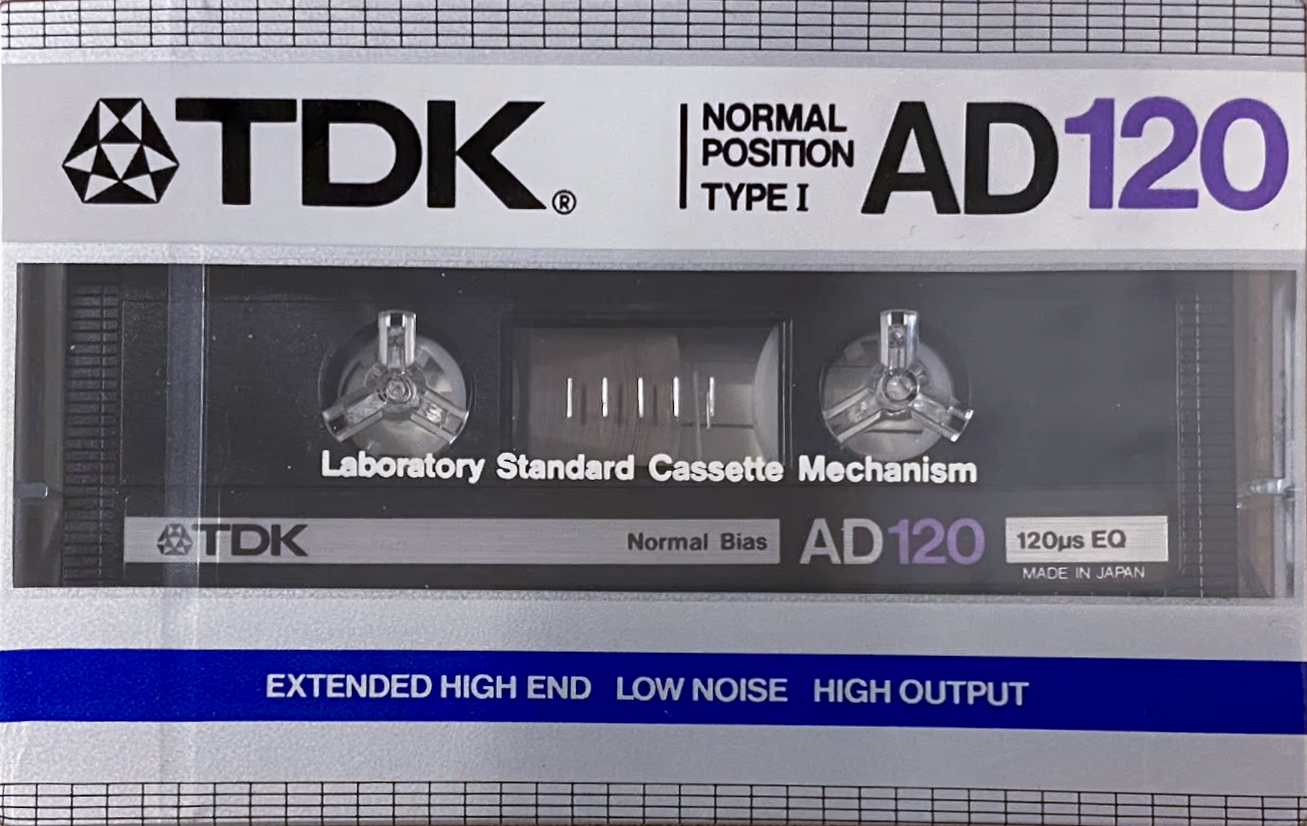 TDK®
NORMAL
POSITION
TYPE I
AD120
Laboratory Standard Cassette Mechanism
TDK Normal Bias AD120 120µs EQ
MADE IN JAPAN
EXTENDED HIGH END LOW NOISE HIGH OUTPUT